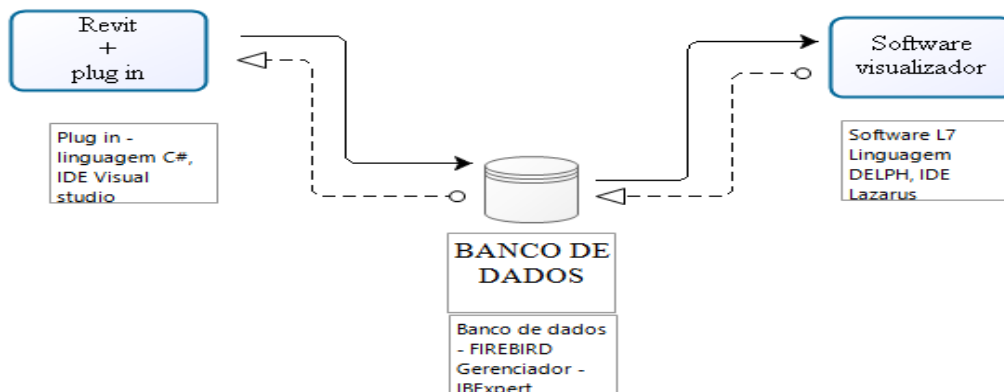 Revit
+
plug in
Software
visualizador
Plug in -
linguagem C#,
IDE Visual
studio
Software L7
Linguagem
DELPH, IDE
Lazarus
BANCO DE
DADOS
Banco de dados
- FIREBIRD
Gerenciador -
IBExpert